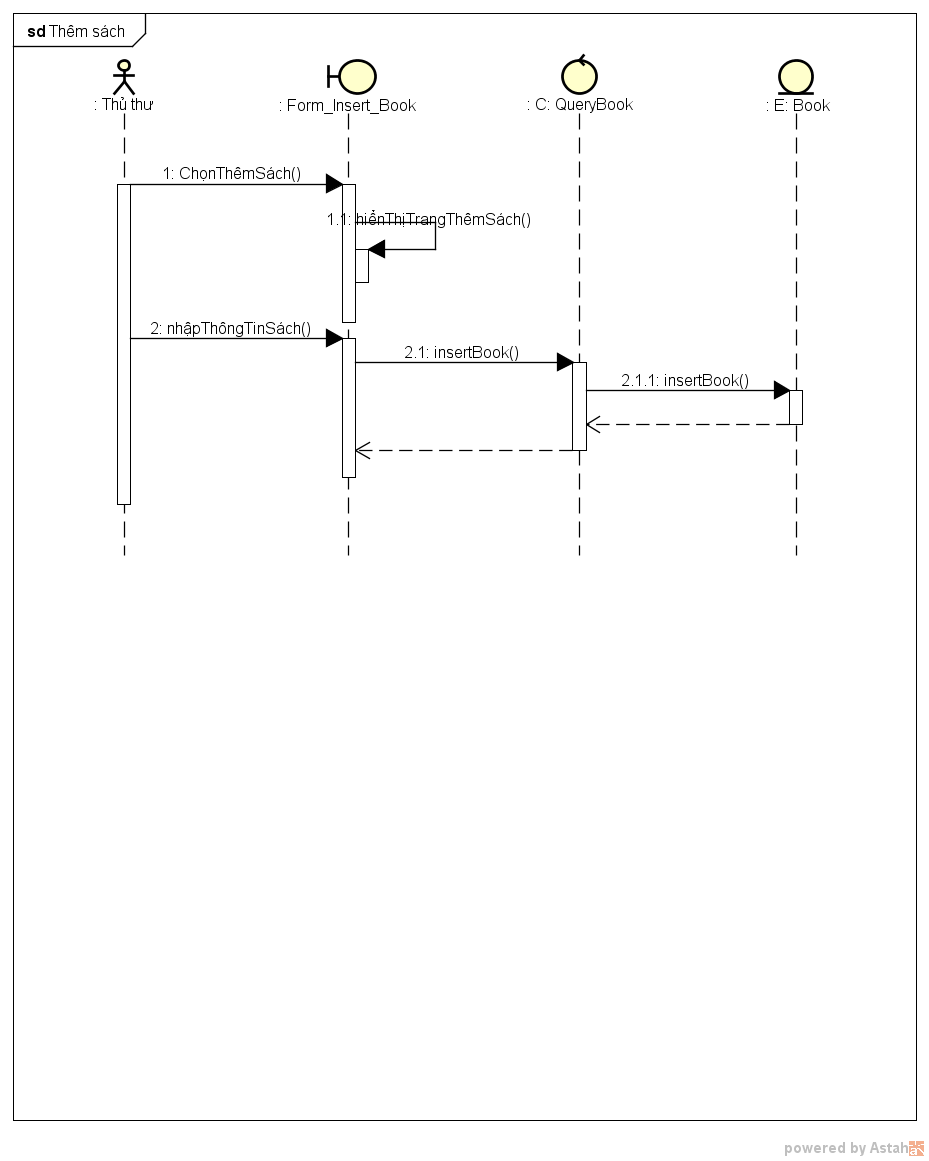 sd Thêm sách
: Thủ thư
: Form_Insert_Book
: C: QueryBook
: E: Book
1: ChọnThêmSách()
1.1: hiểnThịTrangThêmSách()
2: nhậpThôngTinSách()
2.1: insertBook()
2.1.1: insertBook()
powered by Astah